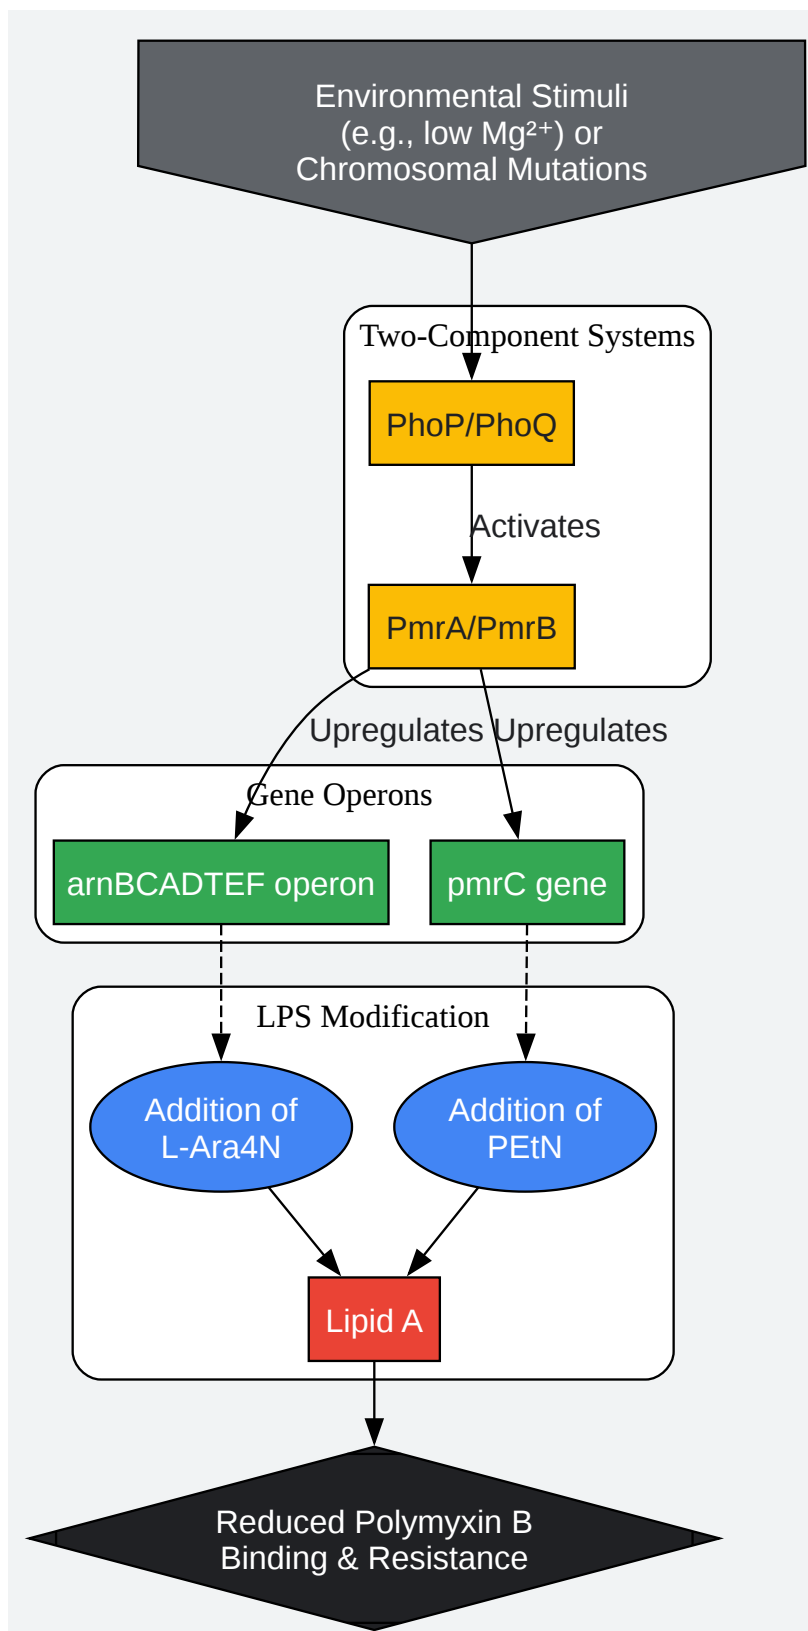 Environmental Stimuli
(e.g., low Mg²⁺) or
Chromosomal Mutations
Two-Component Systems
PhoP/PhoQ
Activates
PmrA/PmrB
Upregulates
Upregulates
Gene Operons
arnBCADTEF operon
pmrC gene
LPS Modification
Addition of
L-Ara4N
Addition of
PEtN
Lipid A
Reduced Polymyxin B
Binding & Resistance